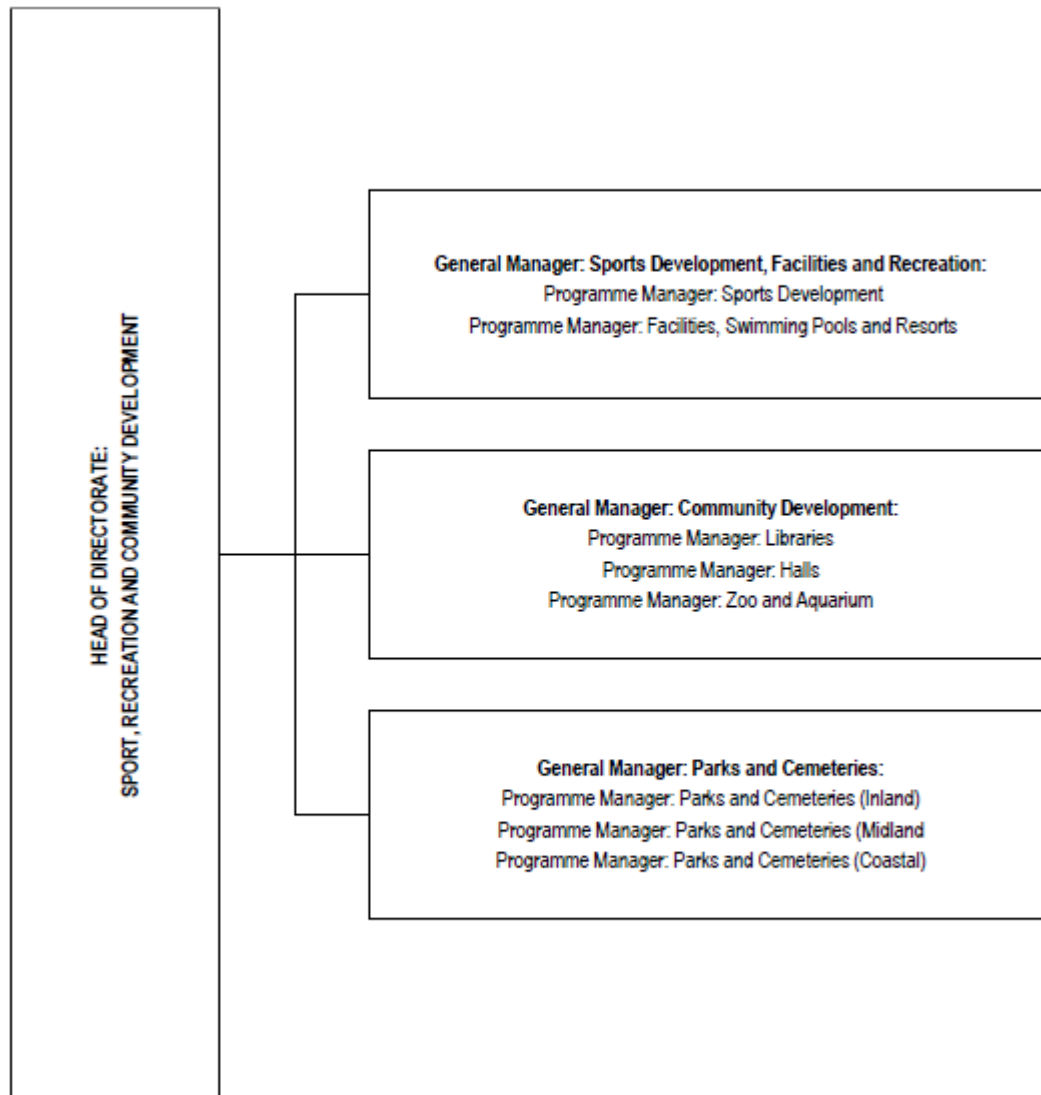 HEAD OF DIRECTORATE:
SPORT, RECREATION AND COMMUNITY DEVELOPMENT
General Manager: Sports Development, Facilities and Recreation:
Programme Manager: Sports Development
Programme Manager: Facilities, Swimming Pools and Resorts
General Manager: Community Development:
Programme Manager: Libraries
Programme Manager: Halls
Programme Manager: Zoo and Aquarium
General Manager: Parks and Cemeteries:
Programme Manager: Parks and Cemeteries (Inland)
Programme Manager: Parks and Cemeteries (Midland
Programme Manager: Parks and Cemeteries (Coastal)